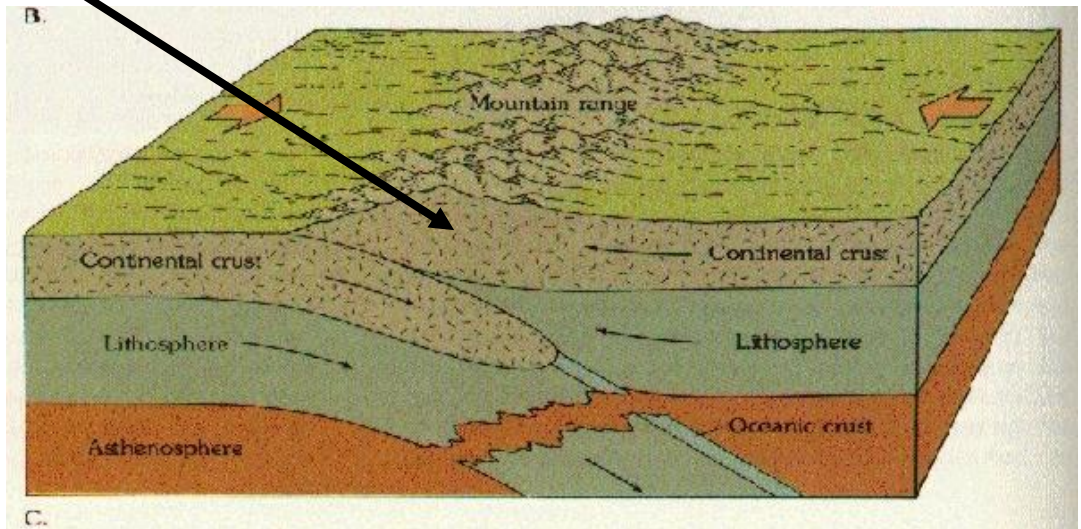 B.
Mountain range
Continental crust
Continental crust
Lithosphere
Lithosphere
Oceanic crust
Asthenosphere
C.